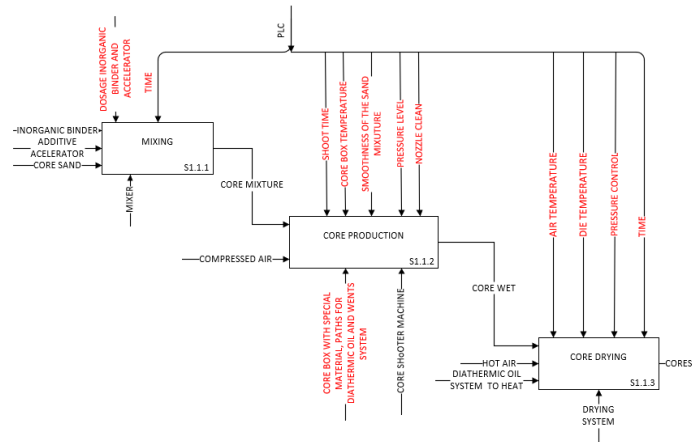 PLC
DOSAGE INORGANIC
BINDER AND
ACCELERATOR
TIME
INORGANIC BINDER
ADDITIVE
ACELERATOR
CORE SAND
MIXING
S1.1.1
MIXER
CORE MIXTURE
SHOOT TIME
CORE BOX TEMPERATURE
SMOOTHNESS OF THE SAND
MIXUTURE
PRESSURE LEVEL
NOZZLE CLEAN
COMPRESSED AIR
CORE PRODUCTION
S1.1.2
CORE BOX WITH SPECIAL
MATERIAL, PATHS FOR
DIATHERMIC OIL AND WENTS
SYSTEM
CORE SHoOTER MACHINE
CORE WET
AIR TEMPERATURE
DIE TEMPERATURE
PRESSURE CONTROL
TIME
HOT AIR
DIATHERMIC OIL
SYSTEM TO HEAT
CORE DRYING
S1.1.3
CORES
DRYING
SYSTEM